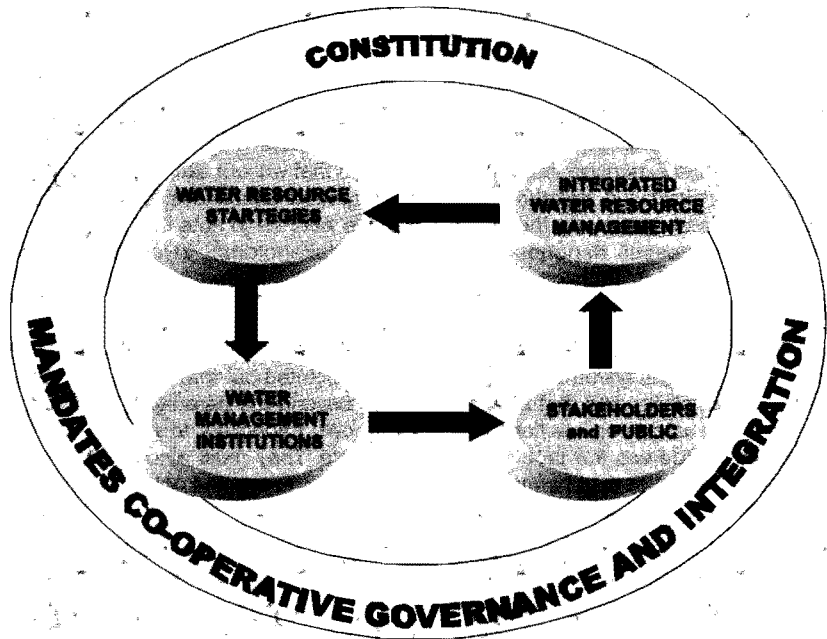 CONSTITUTION
WATER RESOURCE
STARTEGIES
INTEGRATED
WATER RESOURCE
MANAGEMENT
WATER
MANAGEMENT
INSTITUTIONS
STAKEHOLDERS
and PUBLIC
MANDATES CO-OPERATIVE GOVERNANCE AND INTEGRATION